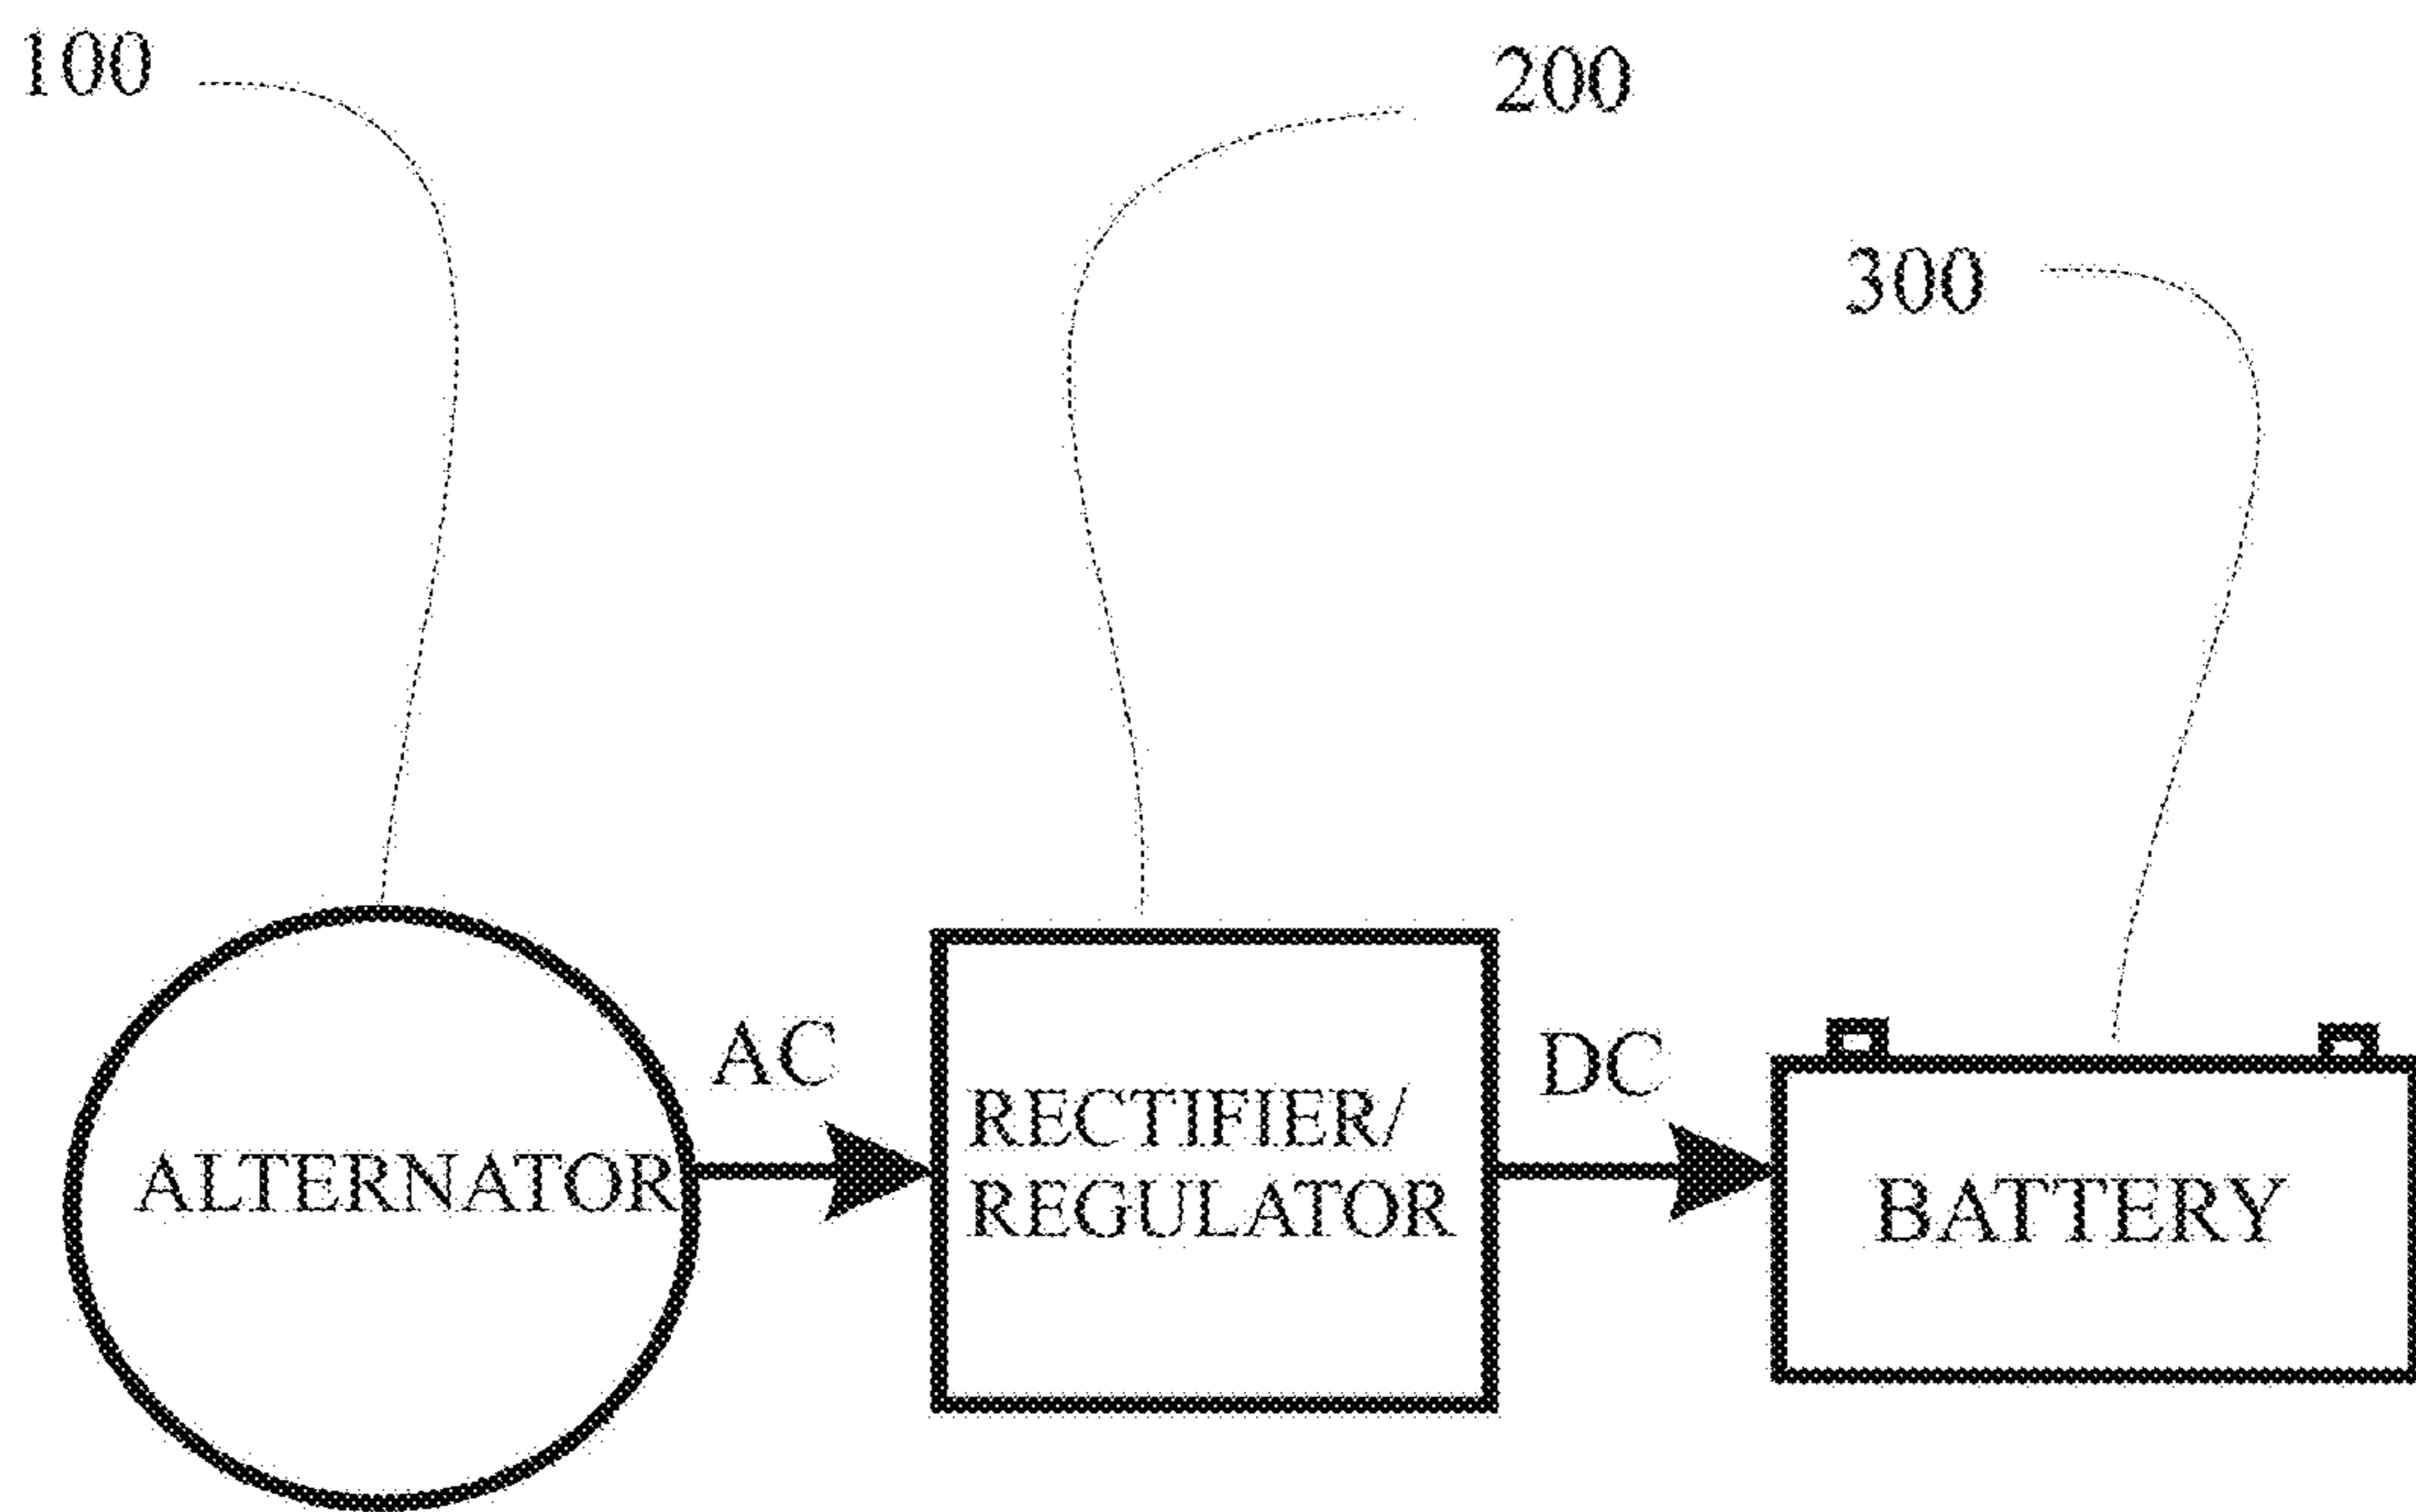 100
200
300
AC
DC
RECTIFIER/
ALTERNATOR
REGULATOR
BATTERY